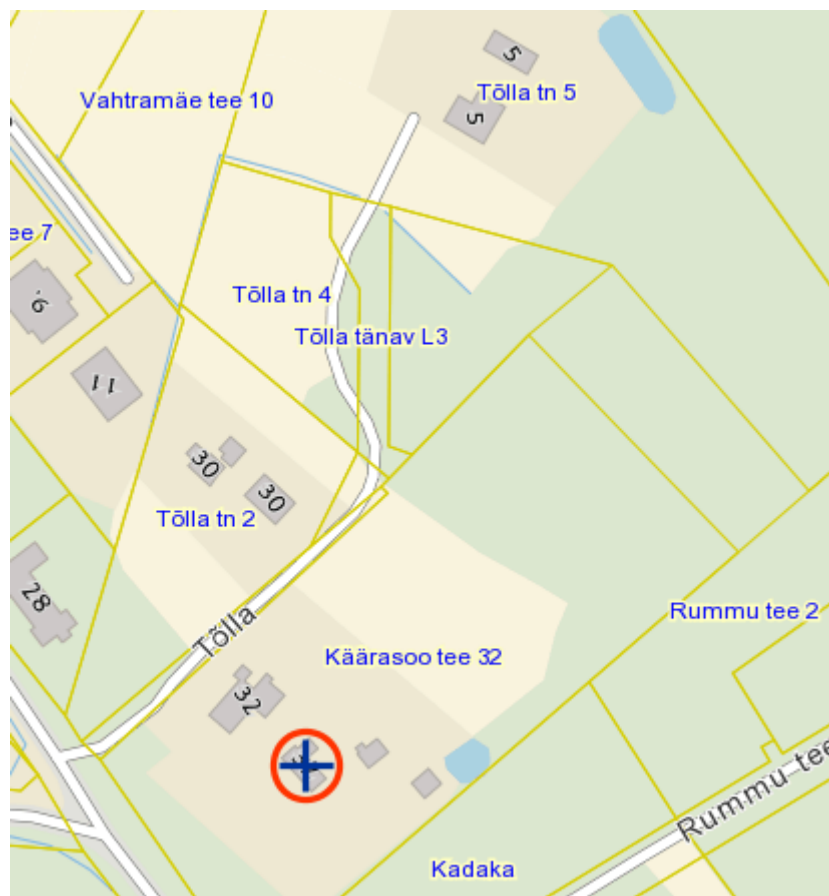 5
Tõlla tn 5
Vahtramäe tee 10
5
ee 7
Tõlla tn 4
9
Tõlla tänav L3
11
30
30
Tõlla tn 2
28
Rummu tee 2
Tõlla
Käärasoo tee 32
32
Rummu tee
Kadaka